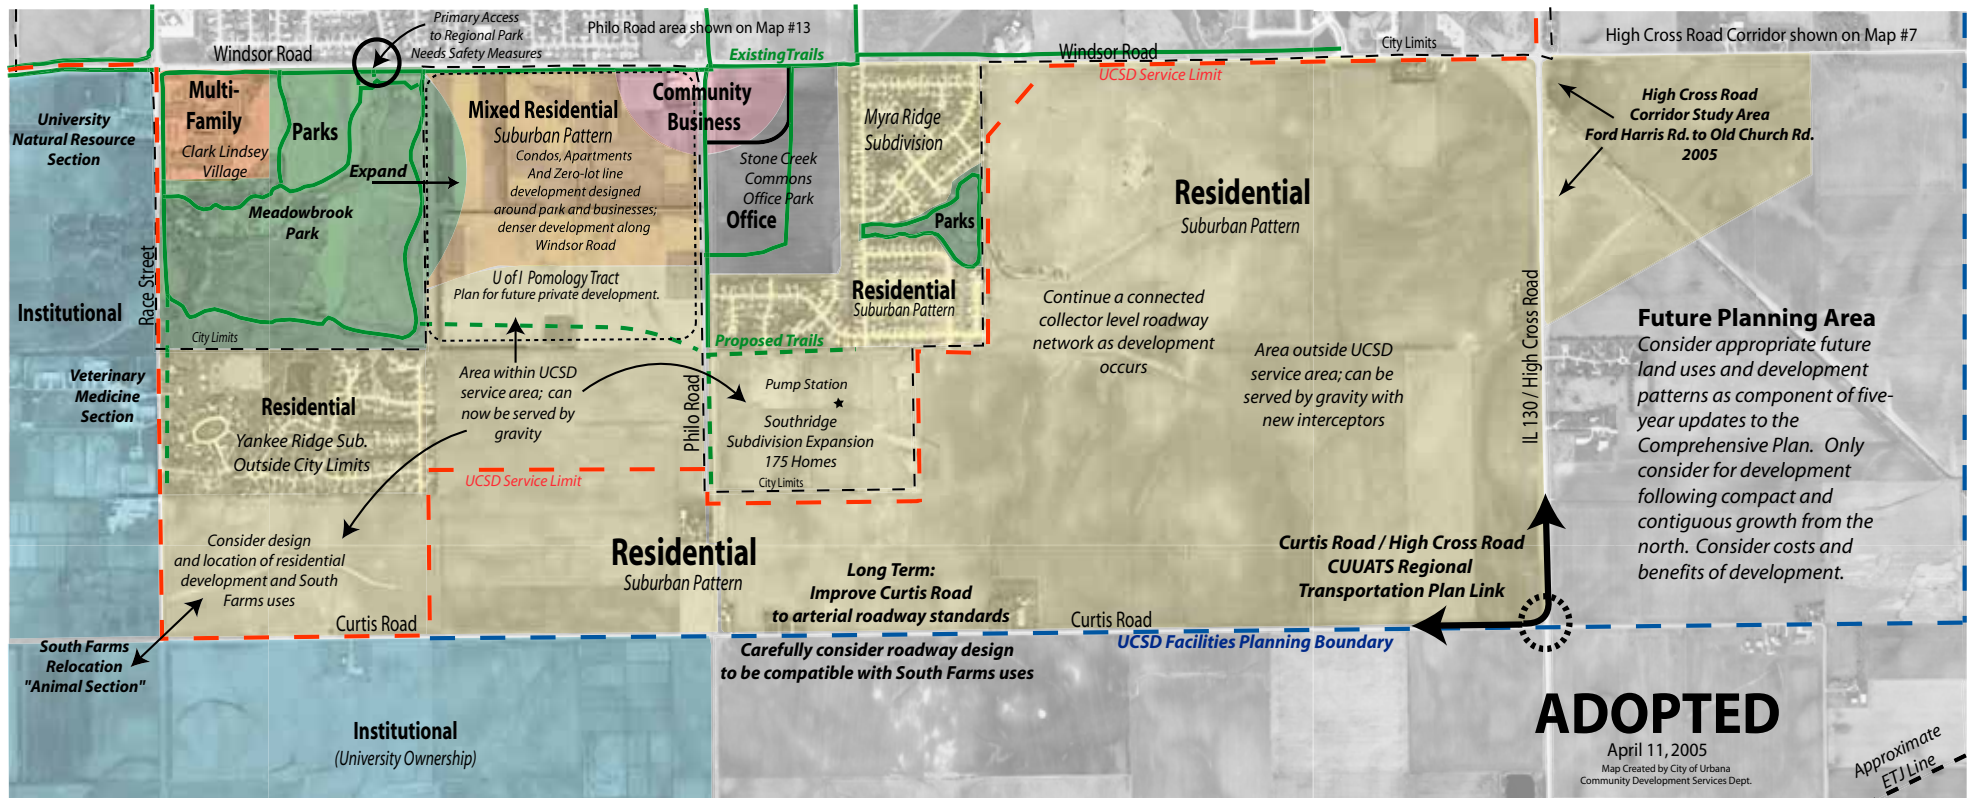 Primary Access
to Regional Park
Needs Safety Measures
Philo Road area shown on Map #13
High Cross Road Corridor shown on Map #7
Windsor Road
ExistingTrails
Windsor Road
City Limits
UCSD Service Limit
University
Natural Resource
Section
Multi-
Family
Clark Lindsey
Village
Parks
Expand
Meadowbrook
Park
Mixed Residential
Suburban Pattern
Condos, Apartments
And Zero-lot line
development designed
around park and businesses;
denser development along
Windsor Road
U of I Pomology Tract
Plan for future private development.
Community
Business
Stone Creek
Commons
Office Park
Office
Myra Ridge
Subdivision
Parks
Residential
Suburban Pattern
Residential
Suburban Pattern
High Cross Road
Corridor Study Area
Ford Harris Rd. to Old Church Rd.
2005
Institutional
Race Street
City Limits
Proposed Trails
Continue a connected
collector level roadway
network as development
occurs
Area outside UCSD
service area; can be
served by gravity with
new interceptors
IL 130 / High Cross Road
Future Planning Area
Consider appropriate future
land uses and development
patterns as component of five-
year updates to the
Comprehensive Plan. Only
consider for development
following compact and
contiguous growth from the
north. Consider costs and
benefits of development.
Veterinary
Medicine
Section
Residential
Yankee Ridge Sub.
Outside City Limits
Area within UCSD
service area; can
now be served by
gravity
Philo Road
Pump Station
Southridge
Subdivision Expansion
175 Homes
City Limits
UCSD Service Limit
Consider design
and location of residential
development and South
Farms uses
Residential
Suburban Pattern
Long Term:
Improve Curtis Road
to arterial roadway standards
Curtis Road / High Cross Road
CUUATS Regional
Transportation Plan Link
Curtis Road
Curtis Road
UCSD Facilities Planning Boundary
South Farms
Relocation
"Animal Section"
Carefully consider roadway design
to be compatible with South Farms uses
Institutional
(University Ownership)
ADOPTED
April 11, 2005
Map Created by City of Urbana
Community Development Services Dept.
Approximate
ETJ Line